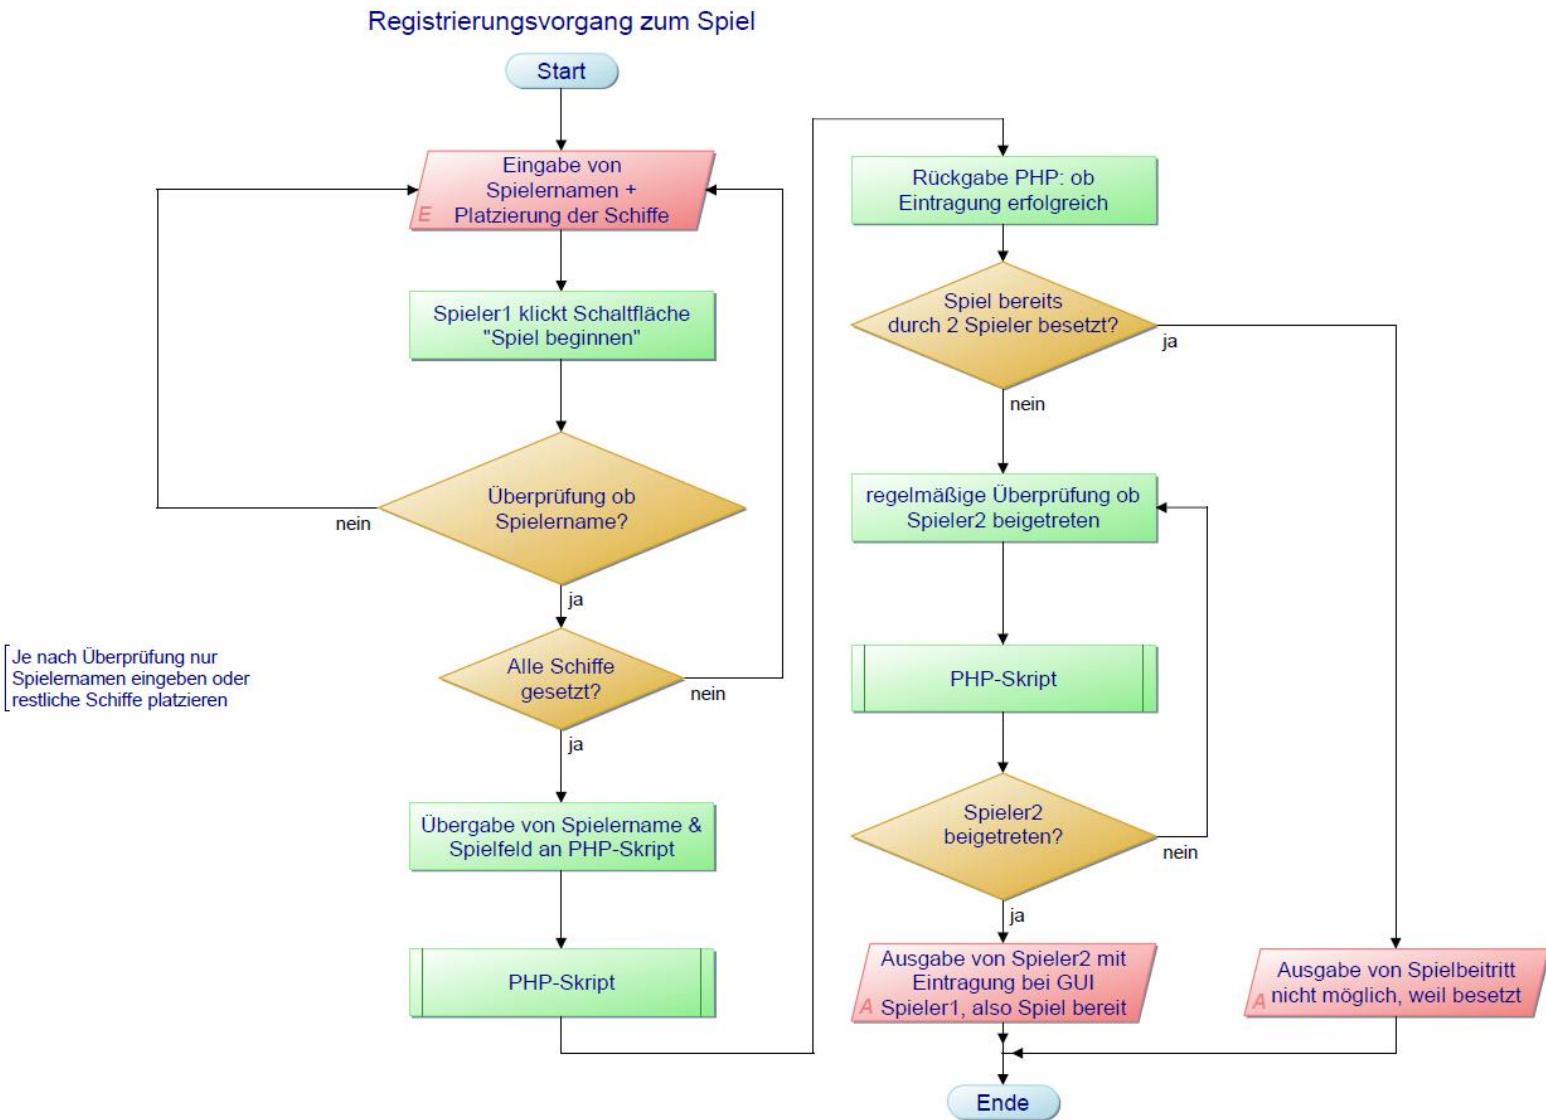 Registrierungsvorgang zum Spiel
Start
Eingabe von
Spielernamen +
Platzierung der Schiffe
E
Spieler1 klickt Schaltfläche
"Spiel beginnen"
Überprüfung ob
Spielername?
nein
ja
Je nach Überprüfung nur
Spielernamen eingeben oder
restliche Schiffe platzieren
Alle Schiffe
gesetzt?
nein
ja
Übergabe von Spielername &
Spielfeld an PHP-Skript
PHP-Skript
Rückgabe PHP: ob
Eintragung erfolgreich
Spiel bereits
durch 2 Spieler besetzt?
ja
nein
regelmäßige Überprüfung ob
Spieler2 beigetreten
PHP-Skript
Spieler2
beigetreten?
nein
ja
Ausgabe von Spieler2 mit
Eintragung bei GUI
Spieler1, also Spiel bereit
A
Ausgabe von Spielbeitritt
nicht möglich, weil besetzt
A
Ende